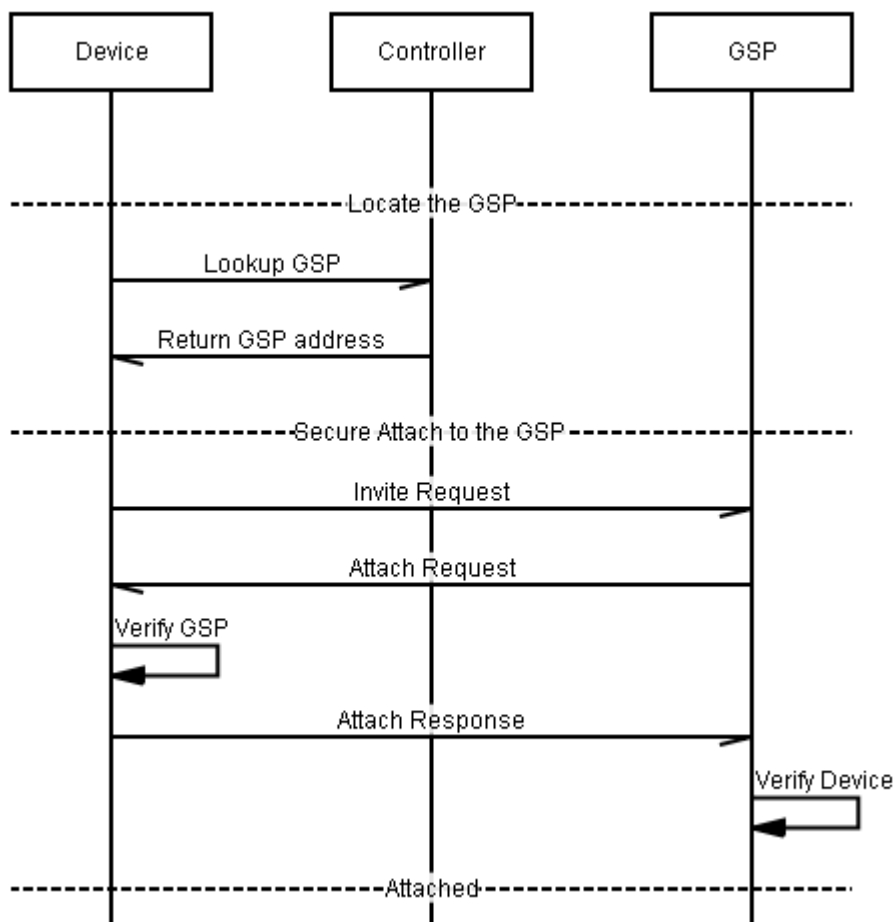 Device
Controller
GSP
Locate the GSP
Lookup GSP
Return GSP address
Secure Attach to the GSP
Invite Request
Attach Request
Verify GSP
Attach Response
Verify Device
Attached